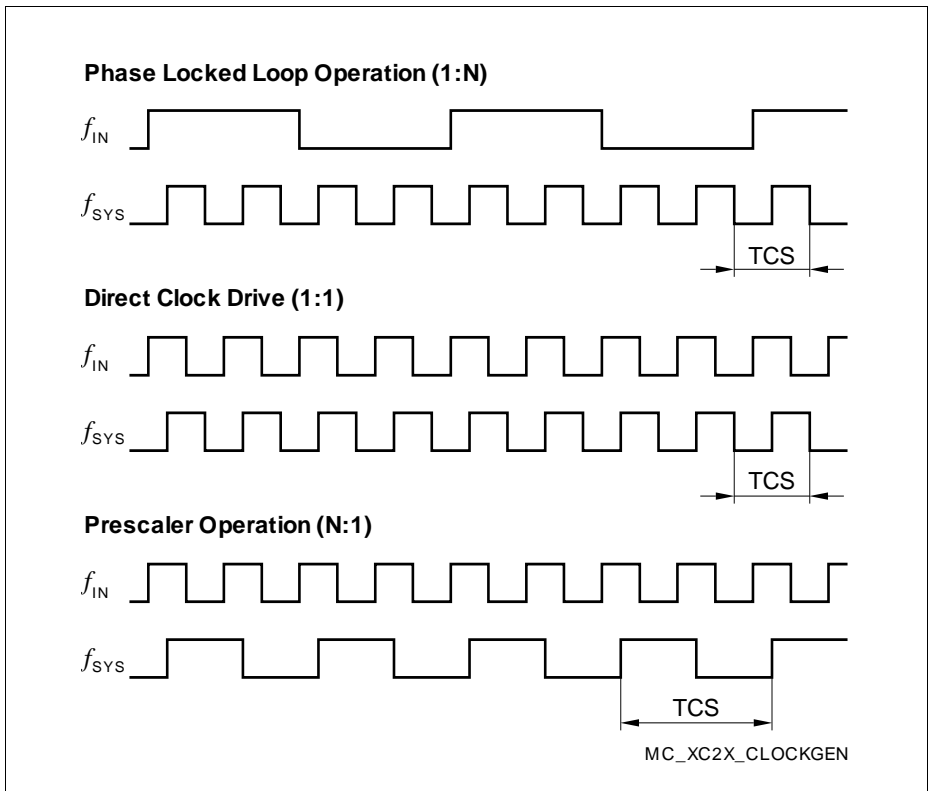 Phase Locked Loop Operation (1:N)
fIN
fSYS
TCS
Direct Clock Drive (1:1)
fIN
fSYS
TCS
Prescaler Operation (N:1)
fIN
fSYS
TCS
MC_XC2X_CLOCKGEN